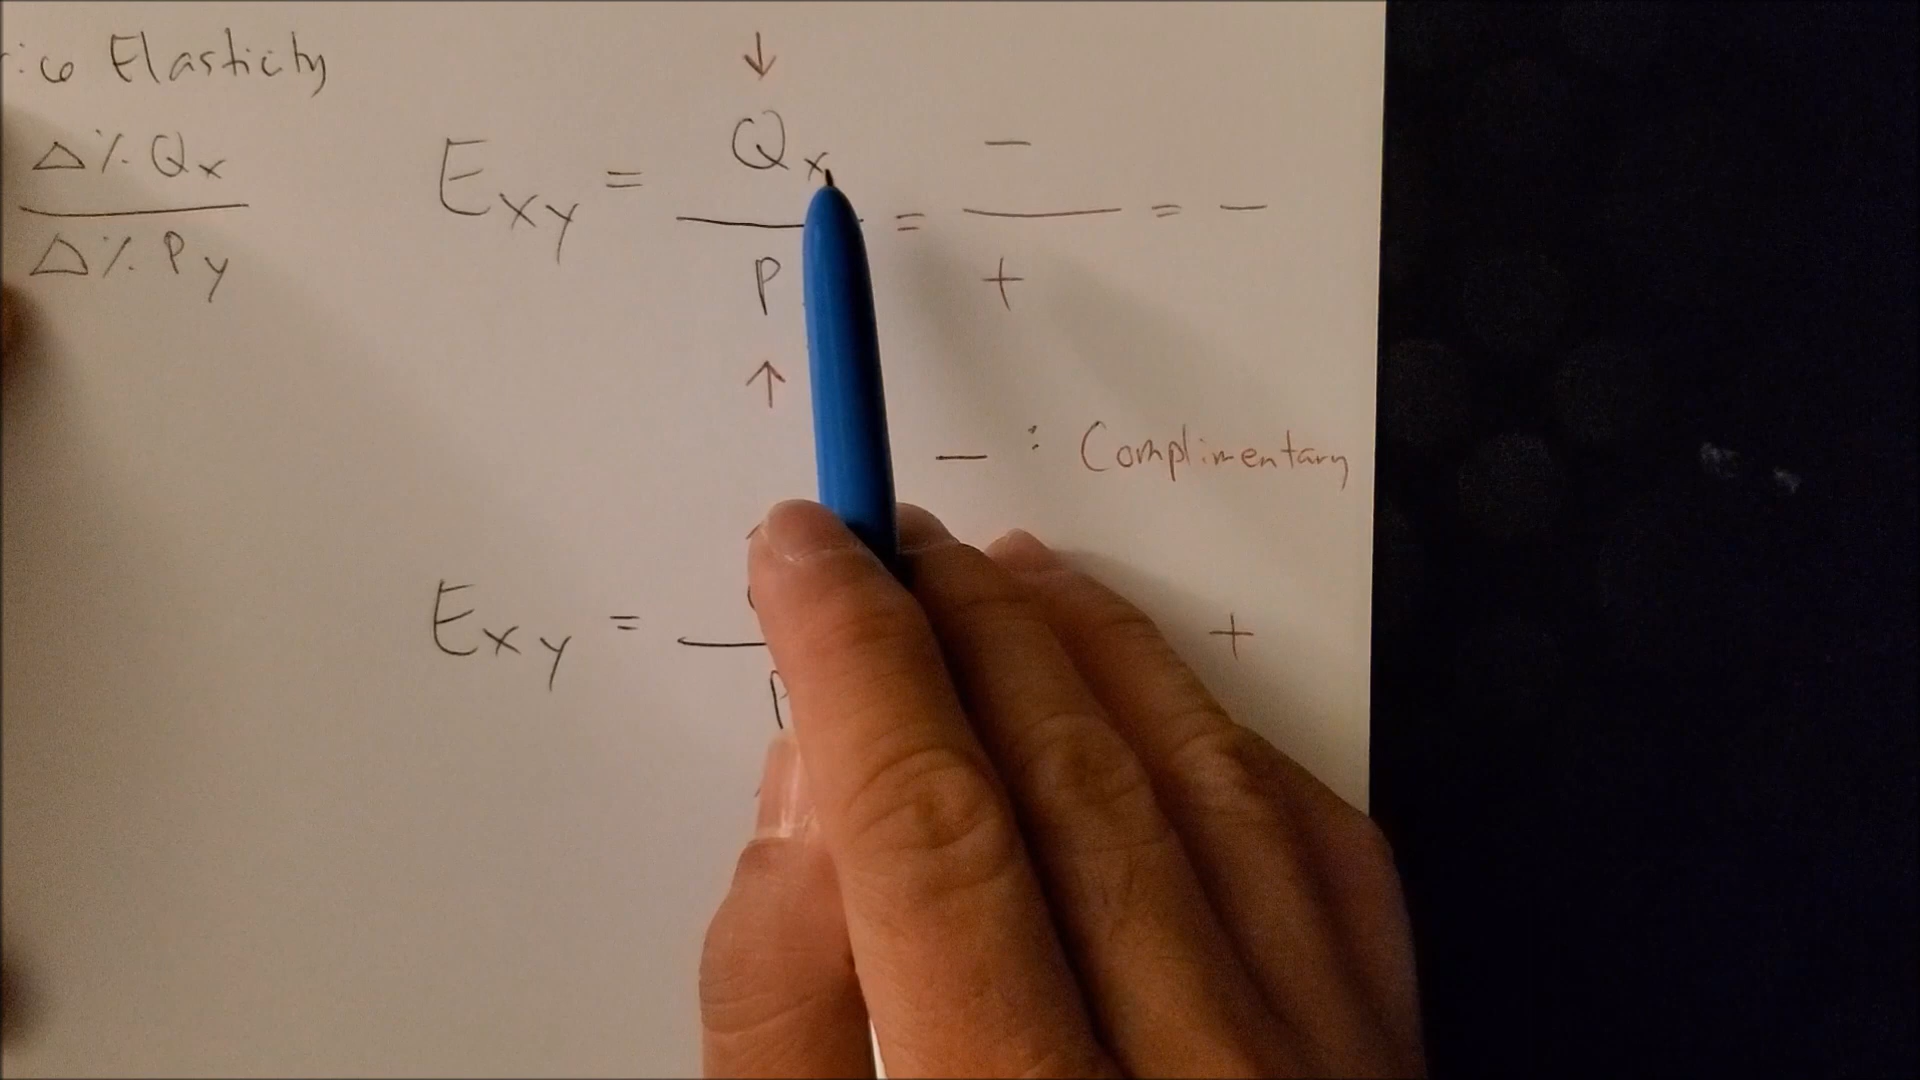 Elasticity
Δ% Qx
Δ% Py
↓
Exy = Qx / P = - / + = -
↑
- : Complimentary
Exy = P +